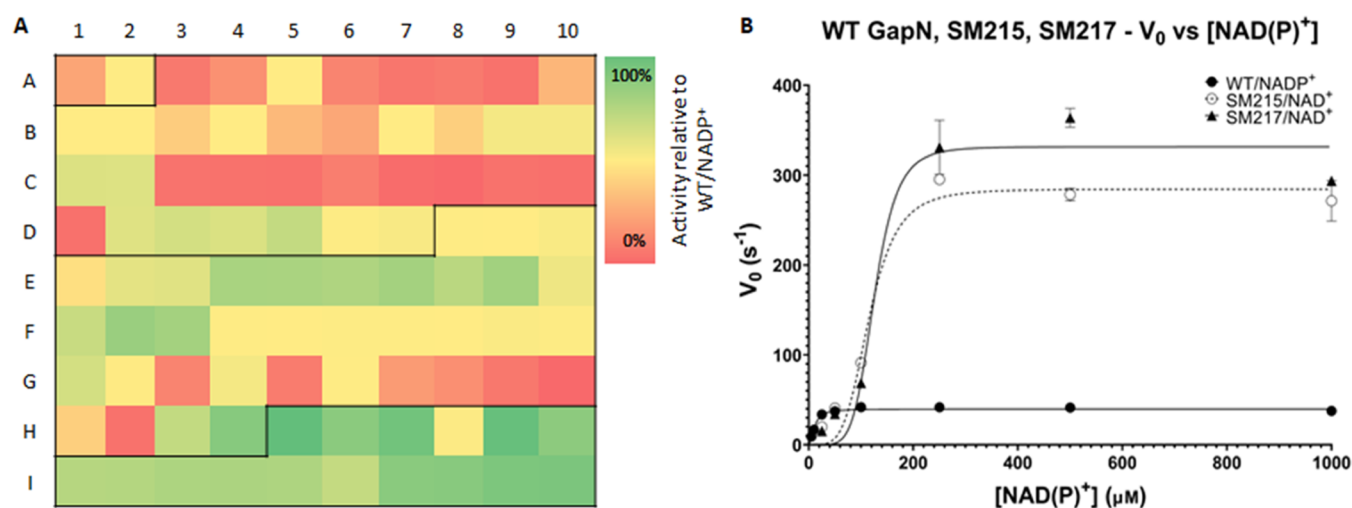 A
1 2 3 4 5 6 7 8 9 10
A
B
C
D
E
F
G
H
I
100%
0%
Activity relative to
WT/NADP⁺
B
WT GapN, SM215, SM217 - V₀ vs [NAD(P)⁺]
WT/NADP⁺
SM215/NAD⁺
SM217/NAD⁺
V₀ (s⁻¹)
400
300
200
100
0
0 200 400 600 800 1000
[NAD(P)⁺] (µM)